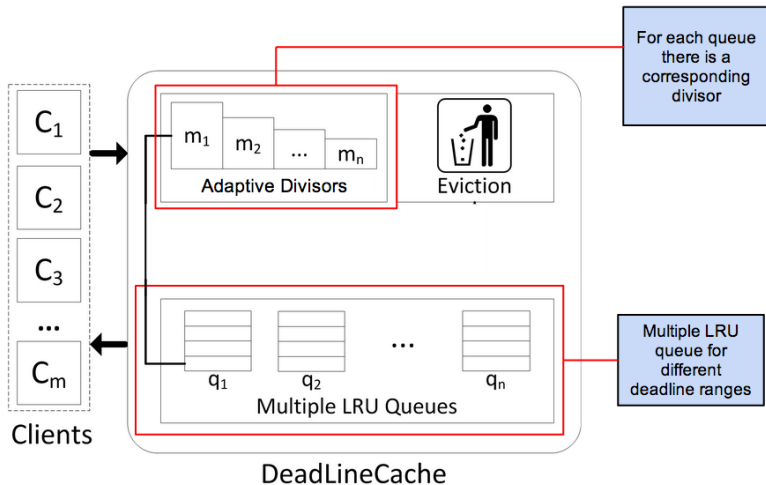 For each queue
there is a
corresponding
divisor
C1
C2
C3
...
Cm
Clients
m1
m2
...
mn
Adaptive Divisors
Eviction
q1
q2
...
qn
Multiple LRU Queues
Multiple LRU
queue for
different
deadline ranges
DeadLineCache